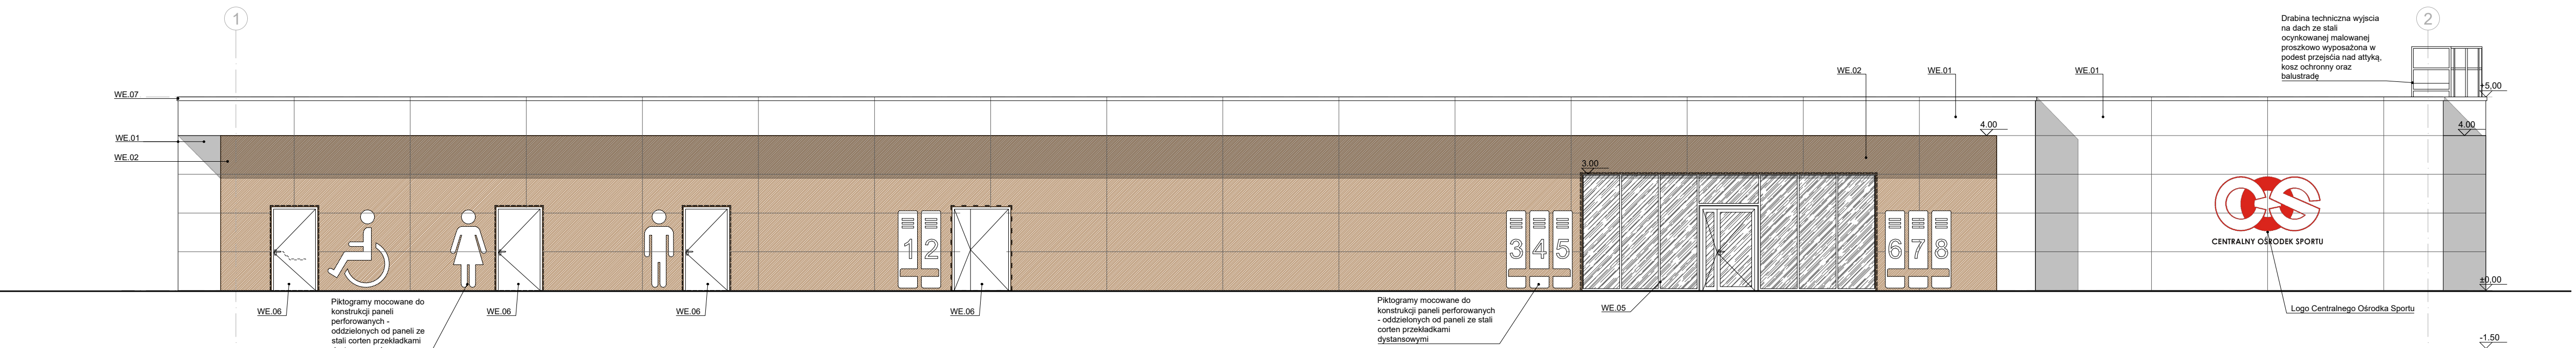 1
2
Drabina techniczna wyjscia
na dach ze stali
ocynkowanej malowanej
proszkowo wyposażona w
podest przejśćia nad attyką,
kosz ochronny oraz
balustradę
WE.02
WE.01
WE.01
+5,00
WE.07
WE.01
WE.02
4.00
4.00
3.00
1
2
3
4
5
6
7
8
CENTRALNY OŚRODEK SPORTU
±0,00
WE.06
WE.06
WE.06
WE.06
WE.05
Logo Centralnego Ośrodka Sportu
Piktogramy mocowane do
konstrukcji paneli
perforowanych -
oddzielonych od paneli ze
stali corten przekładkami
Piktogramy mocowane do
konstrukcji paneli perforowanych
- oddzielonych od paneli ze stali
corten przekładkami
dystansowymi
-1.50